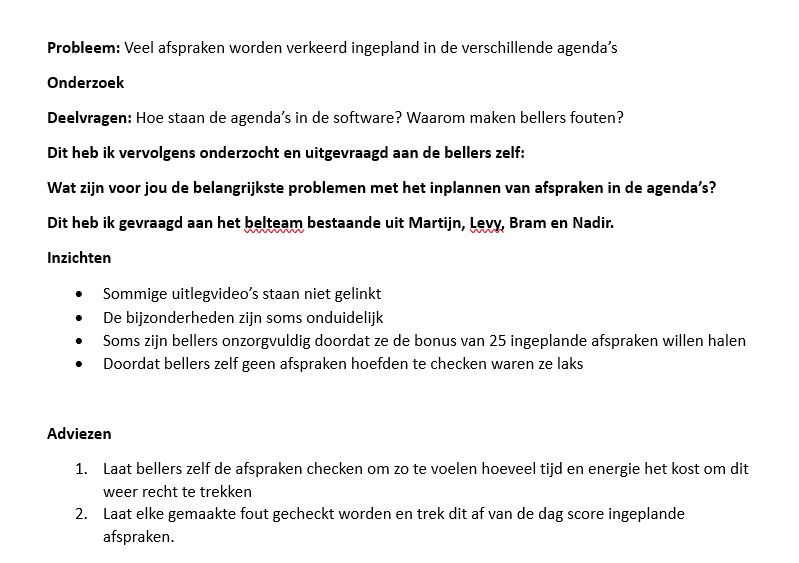 Probleem: Veel afspraken worden verkeerd ingepland in de verschillende agenda’s
Onderzoek
Deelvragen: Hoe staan de agenda’s in de software? Waarom maken bellers fouten?
Dit heb ik vervolgens onderzocht en uitgevraagd aan de bellers zelf:
Wat zijn voor jou de belangrijkste problemen met het inplannen van afspraken in de agenda’s?
Dit heb ik gevraagd aan het belteam bestaande uit Martijn, Levy, Bram en Nadir.
Inzichten
• Sommige uitlegvideo’s staan niet gelinkt
• De bijzonderheden zijn soms onduidelijk
• Soms zijn bellers onzorgvuldig doordat ze de bonus van 25 ingeplande afspraken willen halen
• Doordat bellers zelf geen afspraken hoefden te checken waren ze laks
Adviezen
1. Laat bellers zelf de afspraken checken om zo te voelen hoeveel tijd en energie het kost om dit
weer recht te trekken
2. Laat elke gemaakte fout gecheckt worden en trek dit af van de dag score ingeplande
afspraken.